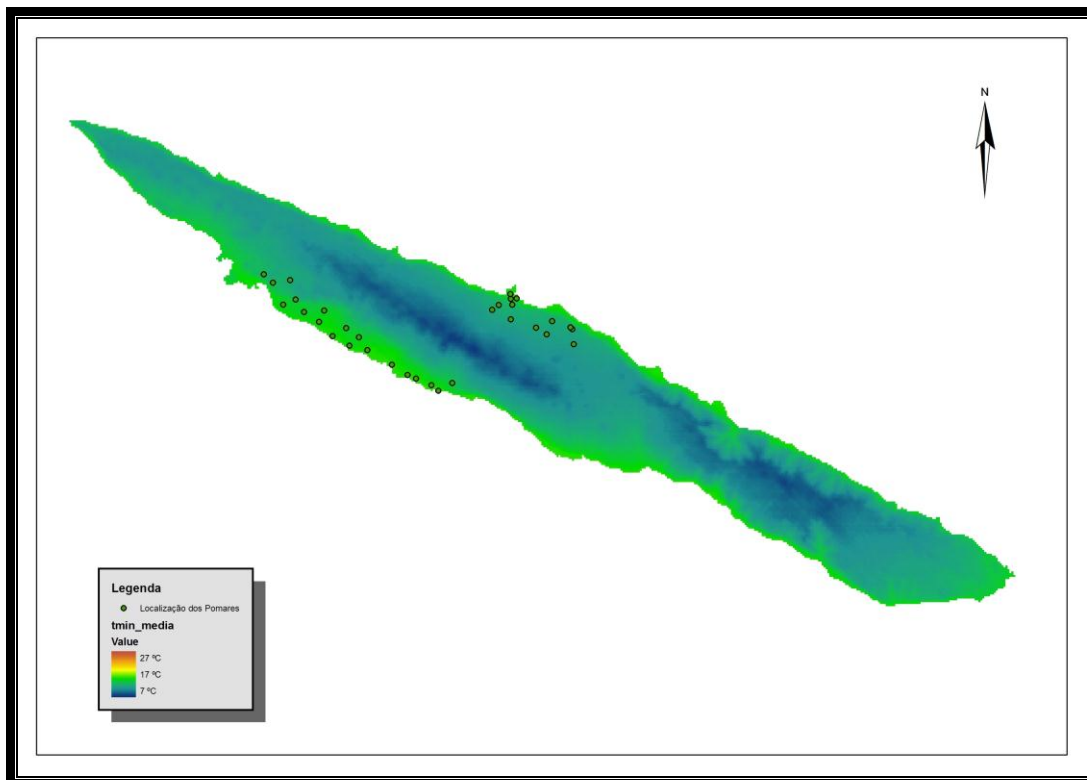 N
Legenda
Localização dos Pomares
tmin_media
Value
27 ºC
17 ºC
7 ºC